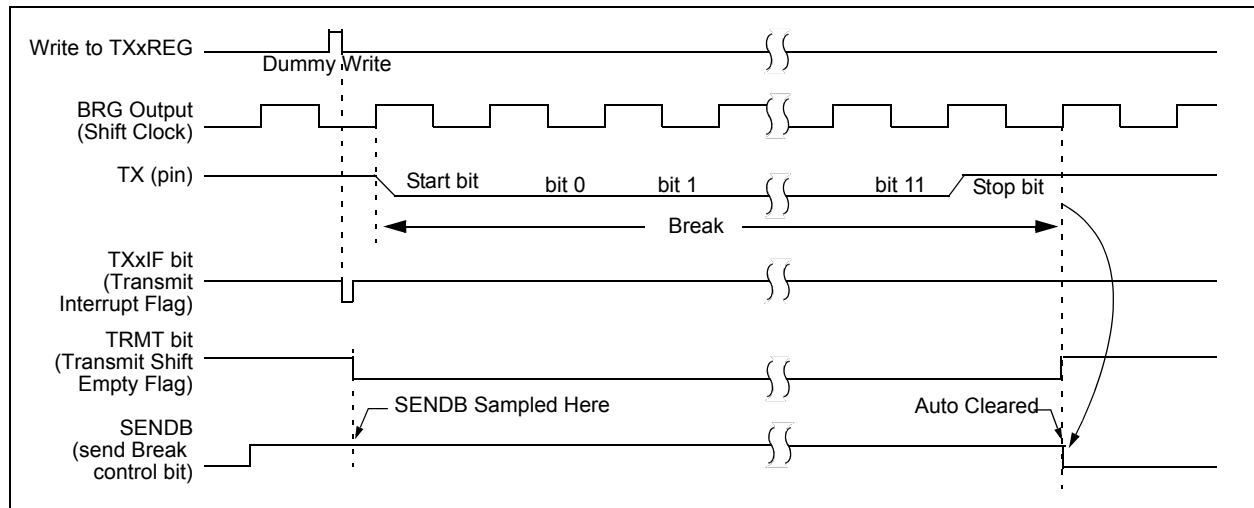 Write to TXxREG
Dummy Write
BRG Output
(Shift Clock)
TX (pin)
Start bit
bit 0
bit 1
bit 11
Stop bit
Break
TXxIF bit
(Transmit
Interrupt Flag)
TRMT bit
(Transmit Shift
Empty Flag)
SENDB Sampled Here
Auto Cleared
SENDB
(send Break
control bit)